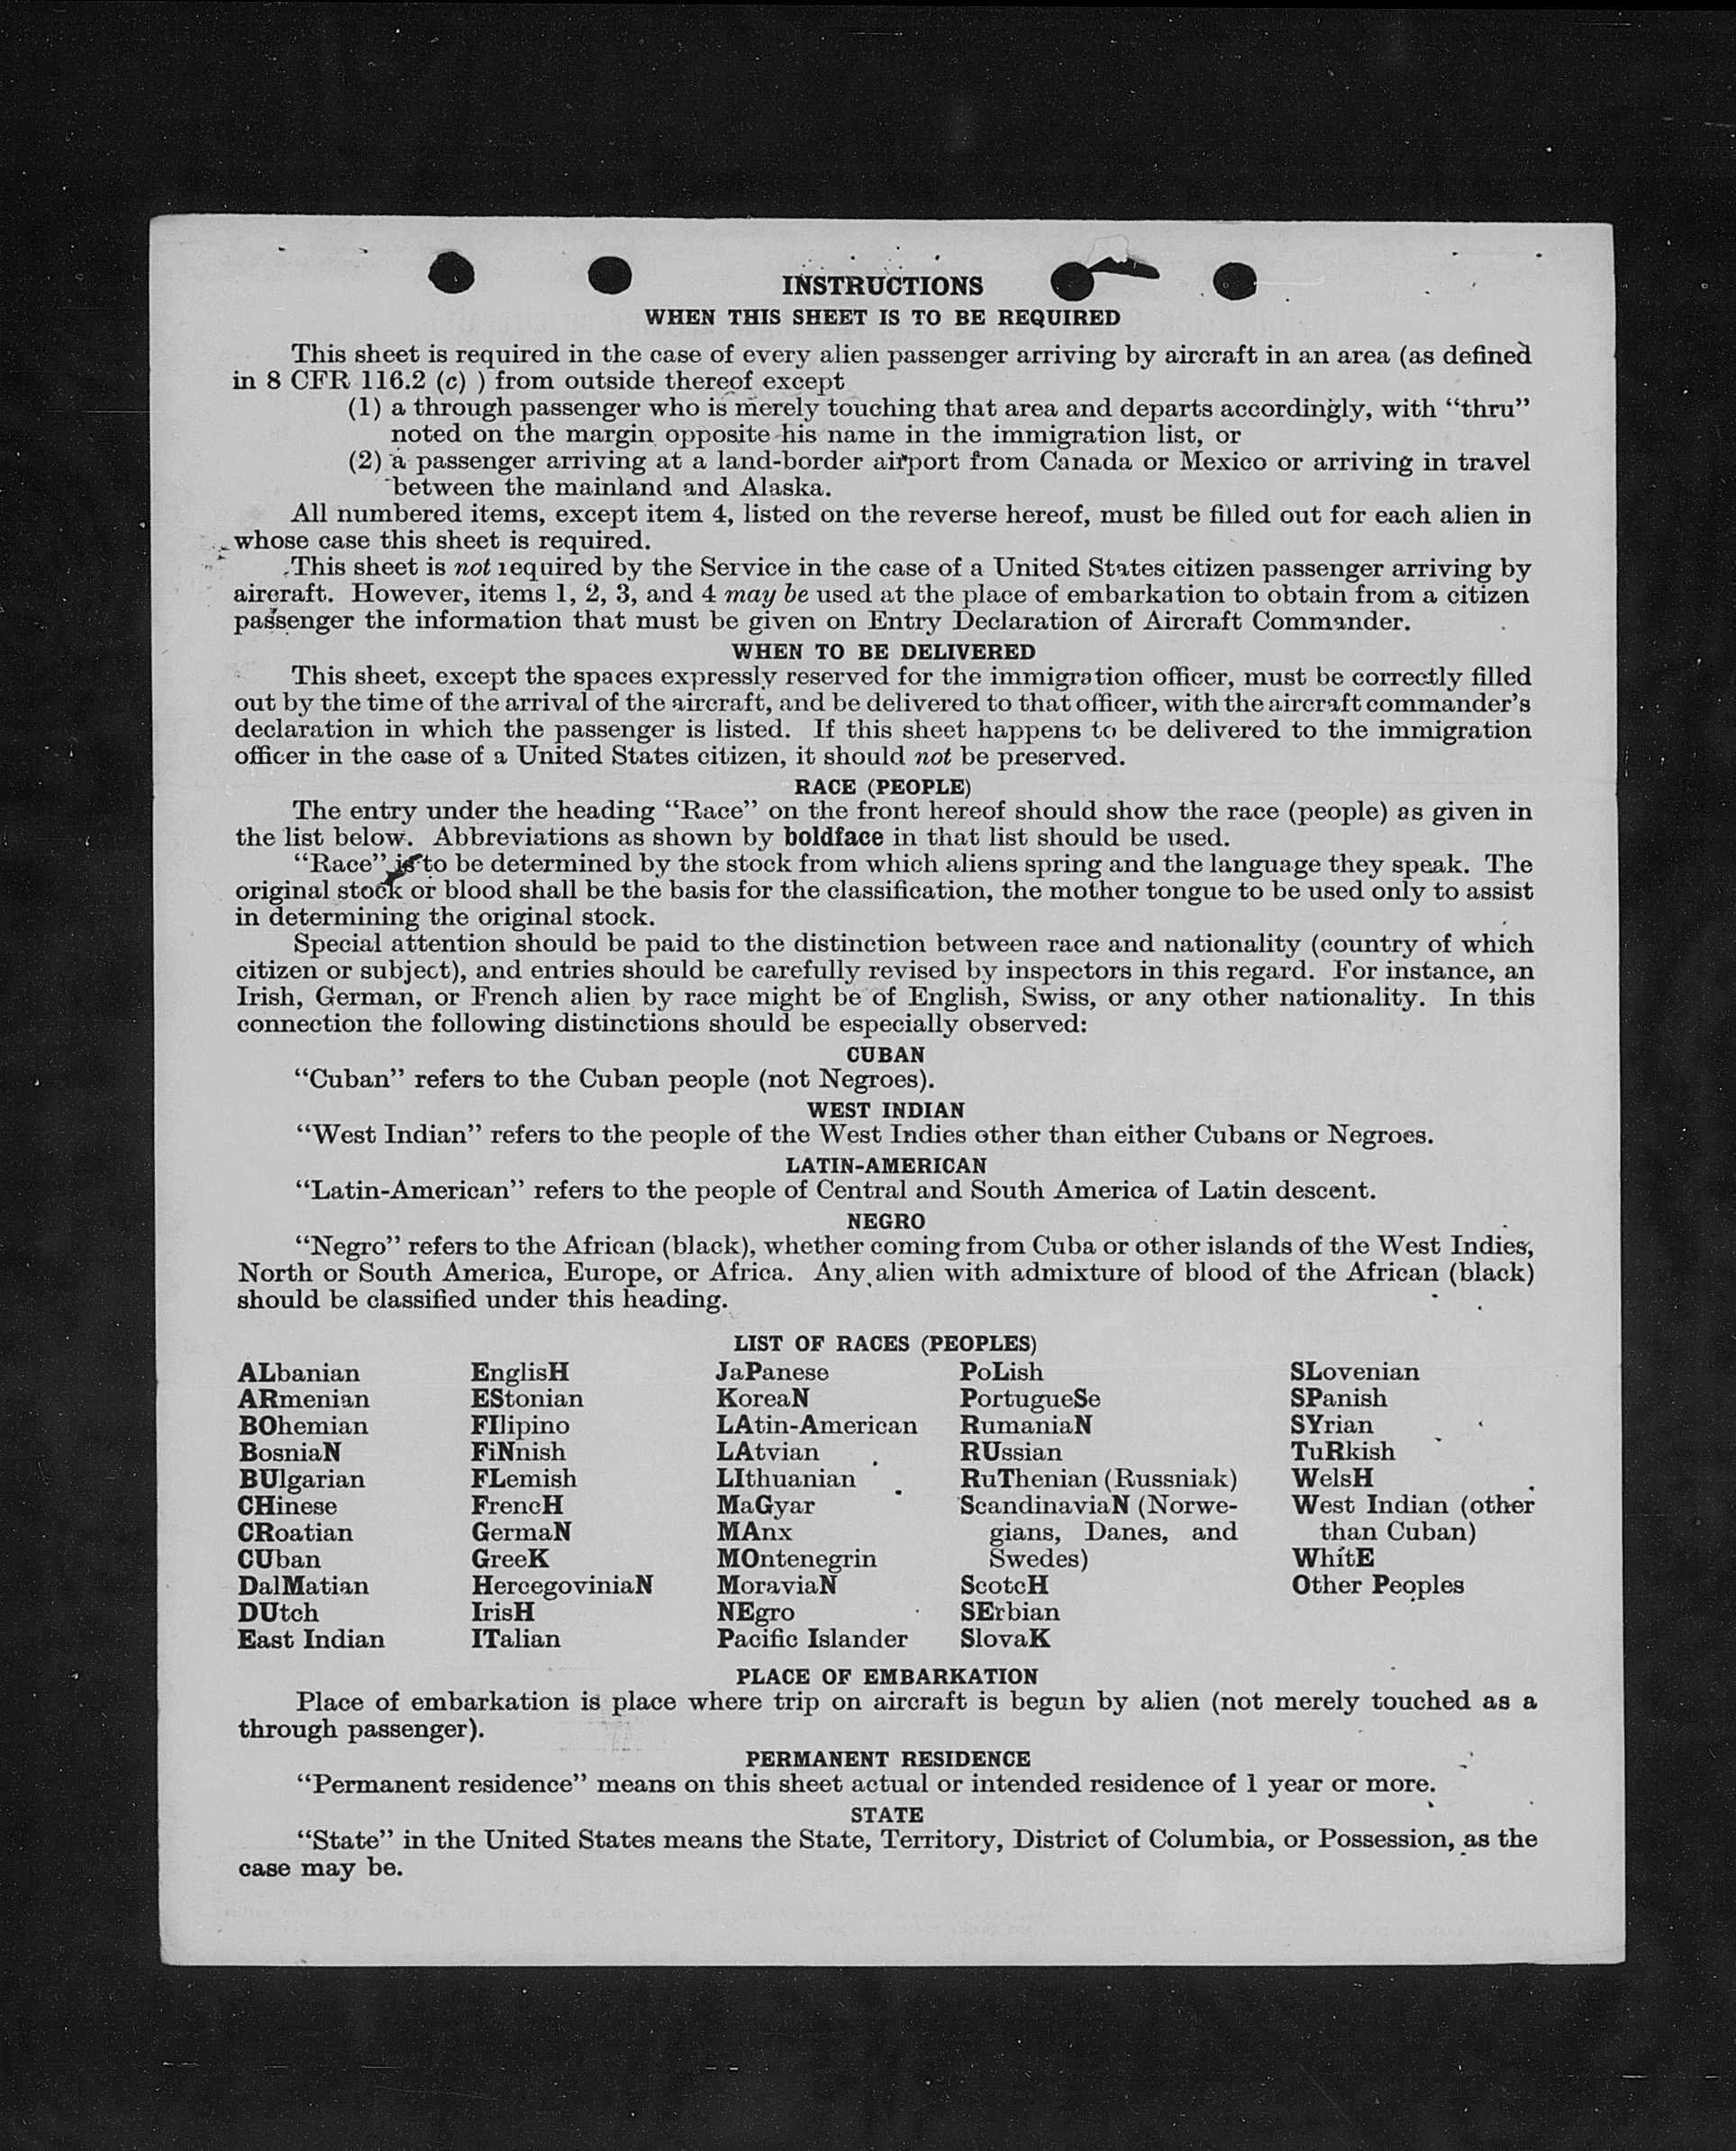 INSTRUCTIONS
WHEN THIS SHEET IS TO BE REQUIRED
This sheet is required in the case of every alien passenger arriving by aircraft in an area (as defined
in 8 CFR 116.2 (c) ) from outside thereof except
(1) a through passenger who is merely touching that area and departs accordingly, with “thru”
noted on the margin opposite his name in the immigration list, or
(2) a passenger arriving at a land-border airport from Canada or Mexico or arriving in travel
between the mainland and Alaska.
All numbered items, except item 4, listed on the reverse hereof, must be filled out for each alien in
whose case this sheet is required.
This sheet is not required by the Service in the case of a United States citizen passenger arriving by
aircraft. However, items 1, 2, 3, and 4 may be used at the place of embarkation to obtain from a citizen
passenger the information that must be given on Entry Declaration of Aircraft Commander.
WHEN TO BE DELIVERED
This sheet, except the spaces expressly reserved for the immigration officer, must be correctly filled
out by the time of the arrival of the aircraft, and be delivered to that officer, with the aircraft commander’s
declaration in which the passenger is listed. If this sheet happens to be delivered to the immigration
officer in the case of a United States citizen, it should not be preserved.
RACE (PEOPLE)
The entry under the heading “Race” on the front hereof should show the race (people) as given in
the list below. Abbreviations as shown by boldface in that list should be used.
“Race” is to be determined by the stock from which aliens spring and the language they speak. The
original stock or blood shall be the basis for the classification, the mother tongue to be used only to assist
in determining the original stock.
Special attention should be paid to the distinction between race and nationality (country of which
citizen or subject), and entries should be carefully revised by inspectors in this regard. For instance, an
Irish, German, or French alien by race might be of English, Swiss, or any other nationality. In this
connection the following distinctions should be especially observed:
CUBAN
“Cuban” refers to the Cuban people (not Negroes).
WEST INDIAN
“West Indian” refers to the people of the West Indies other than either Cubans or Negroes.
LATIN-AMERICAN
“Latin-American” refers to the people of Central and South America of Latin descent.
NEGRO
“Negro” refers to the African (black), whether coming from Cuba or other islands of the West Indies,
North or South America, Europe, or Africa. Any alien with admixture of blood of the African (black)
should be classified under this heading.
LIST OF RACES (PEOPLES)
ALbanian
ARmenian
BOhemian
BosniaN
BUlgarian
CHinese
CRoatian
CUban
DalMatian
DUtch
East Indian
EnglisH
EStonian
FIlipino
FiNnish
FLemish
FrencH
GermaN
GreeK
HercegoviniaN
IrisH
ITalian
JaPanese
KoreaN
LAtin-American
LAtvian
LIthuanian
MaGyar
MAnx
MOntenegrin
MoraviaN
NEgro
Pacific Islander
PoLish
PortugueSe
RumaniaN
RUssian
RuThenian (Russniak)
ScandinaviaN (Norwe-
gians, Danes, and
Swedes)
ScotcH
SErbian
SlovaK
SLovenian
SPanish
SYrian
TuRkish
WelsH
West Indian (other
than Cuban)
WhitE
Other Peoples
PLACE OF EMBARKATION
Place of embarkation is place where trip on aircraft is begun by alien (not merely touched as a
through passenger).
PERMANENT RESIDENCE
“Permanent residence” means on this sheet actual or intended residence of 1 year or more.
STATE
“State” in the United States means the State, Territory, District of Columbia, or Possession, as the
case may be.